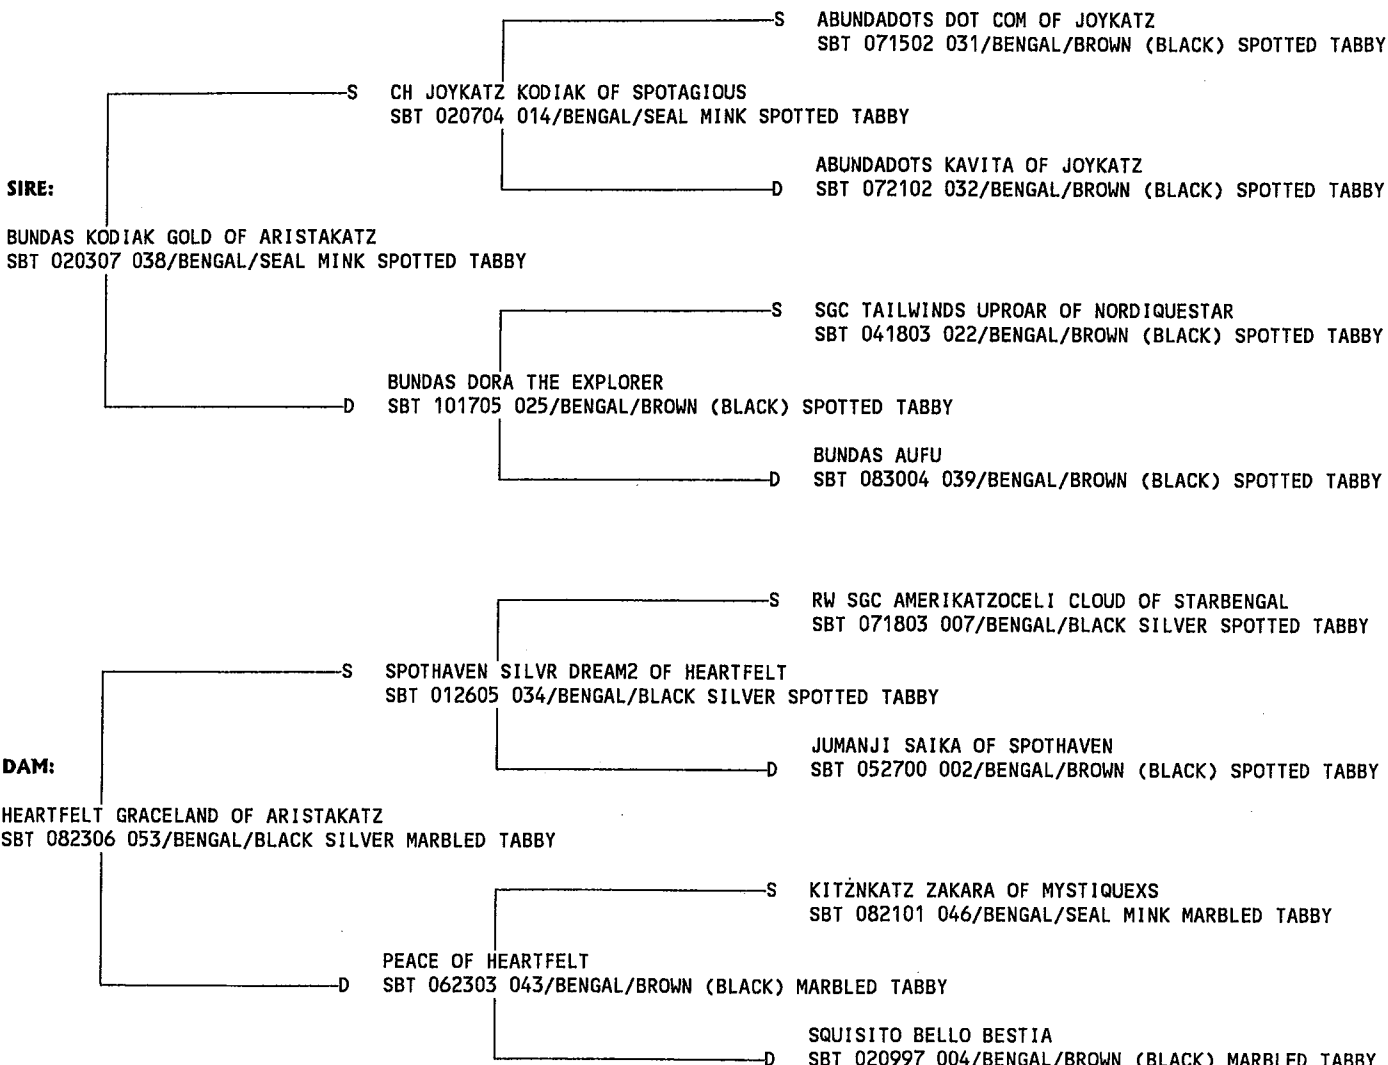 S ABUNDADOTS DOT COM OF JOYKATZ
SBT 071502 031/BENGAL/BROWN (BLACK) SPOTTED TABBY
S CH JOYKATZ KODIAK OF SPOTAGIOUS
SBT 020704 014/BENGAL/SEAL MINK SPOTTED TABBY
ABUNDADOTS KAVITA OF JOYKATZ
D SBT 072102 032/BENGAL/BROWN (BLACK) SPOTTED TABBY
SIRE:
BUNDAS KODIAK GOLD OF ARISTAKATZ
SBT 020307 038/BENGAL/SEAL MINK SPOTTED TABBY
S SGC TAILWINDS UPROAR OF NORDIQUESTAR
SBT 041803 022/BENGAL/BROWN (BLACK) SPOTTED TABBY
BUNDAS DORA THE EXPLORER
D SBT 101705 025/BENGAL/BROWN (BLACK) SPOTTED TABBY
BUNDAS AUFU
D SBT 083004 039/BENGAL/BROWN (BLACK) SPOTTED TABBY
S RW SGC AMERIKATZOCELI CLOUD OF STARBENGAL
SBT 071803 007/BENGAL/BLACK SILVER SPOTTED TABBY
S SPOTHAVEN SILVR DREAM2 OF HEARTFELT
SBT 012605 034/BENGAL/BLACK SILVER SPOTTED TABBY
JUMANJI SAIKA OF SPOTHAVEN
D SBT 052700 002/BENGAL/BROWN (BLACK) SPOTTED TABBY
DAM:
HEARTFELT GRACELAND OF ARISTAKATZ
SBT 082306 053/BENGAL/BLACK SILVER MARBLED TABBY
S KITZNKATZ ZAKARA OF MYSTIQUEXS
SBT 082101 046/BENGAL/SEAL MINK MARBLED TABBY
PEACE OF HEARTFELT
D SBT 062303 043/BENGAL/BROWN (BLACK) MARBLED TABBY
SQUISITO BELLO BESTIA
D SBT 020997 004/BENGAL/BROWN (BLACK) MARBLED TABBY